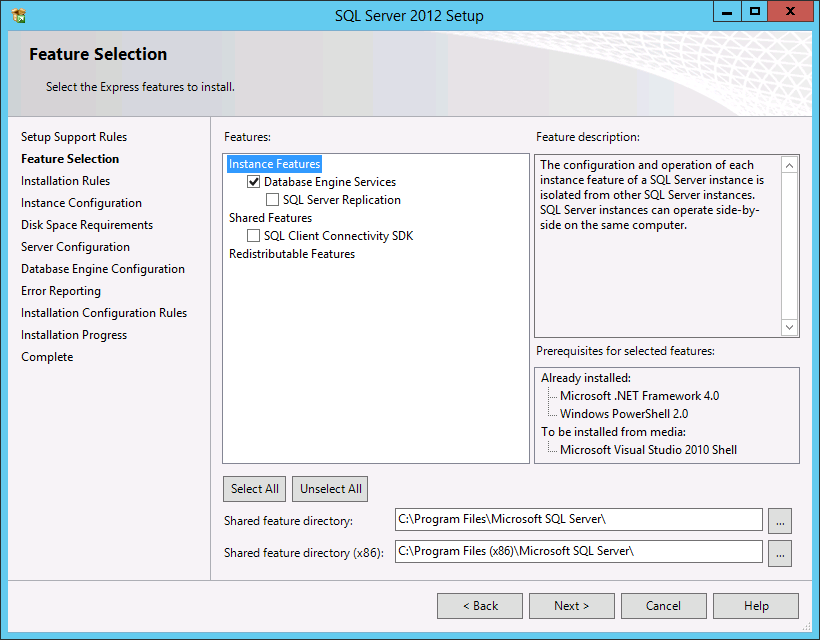 SQL Server 2012 Setup
Feature Selection
Select the Express features to install.
Setup Support Rules
Feature Selection
Installation Rules
Instance Configuration
Disk Space Requirements
Server Configuration
Database Engine Configuration
Error Reporting
Installation Configuration Rules
Installation Progress
Complete
Features:
Instance Features
Database Engine Services
SQL Server Replication
Shared Features
SQL Client Connectivity SDK
Redistributable Features
Feature description:
The configuration and operation of each
instance feature of a SQL Server instance is
isolated from other SQL Server instances.
SQL Server instances can operate side-by-
side on the same computer.
Prerequisites for selected features:
Already installed:
Microsoft .NET Framework 4.0
Windows PowerShell 2.0
To be installed from media:
Microsoft Visual Studio 2010 Shell
Select All
Unselect All
Shared feature directory:
C:\Program Files\Microsoft SQL Server\
...
Shared feature directory (x86):
C:\Program Files (x86)\Microsoft SQL Server\
...
< Back
Next >
Cancel
Help